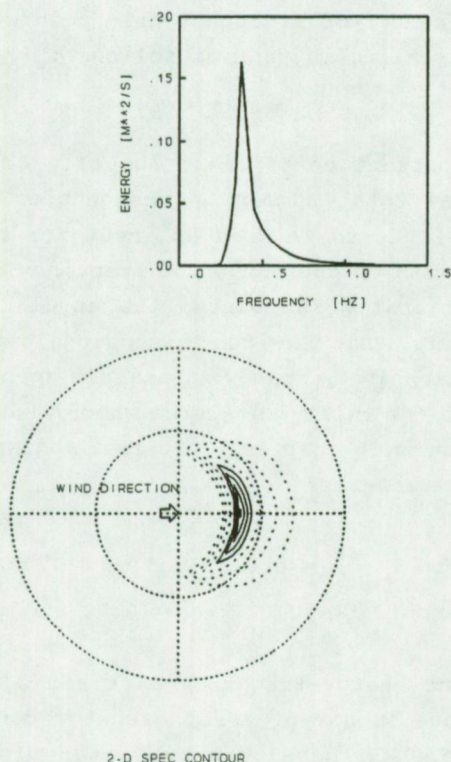 .20
.15
.10
.05
.00
ENERGY [M**2/S]
.0 .5 1.0 1.5
FREQUENCY [HZ]
WIND DIRECTION
2-D SPEC CONTOUR